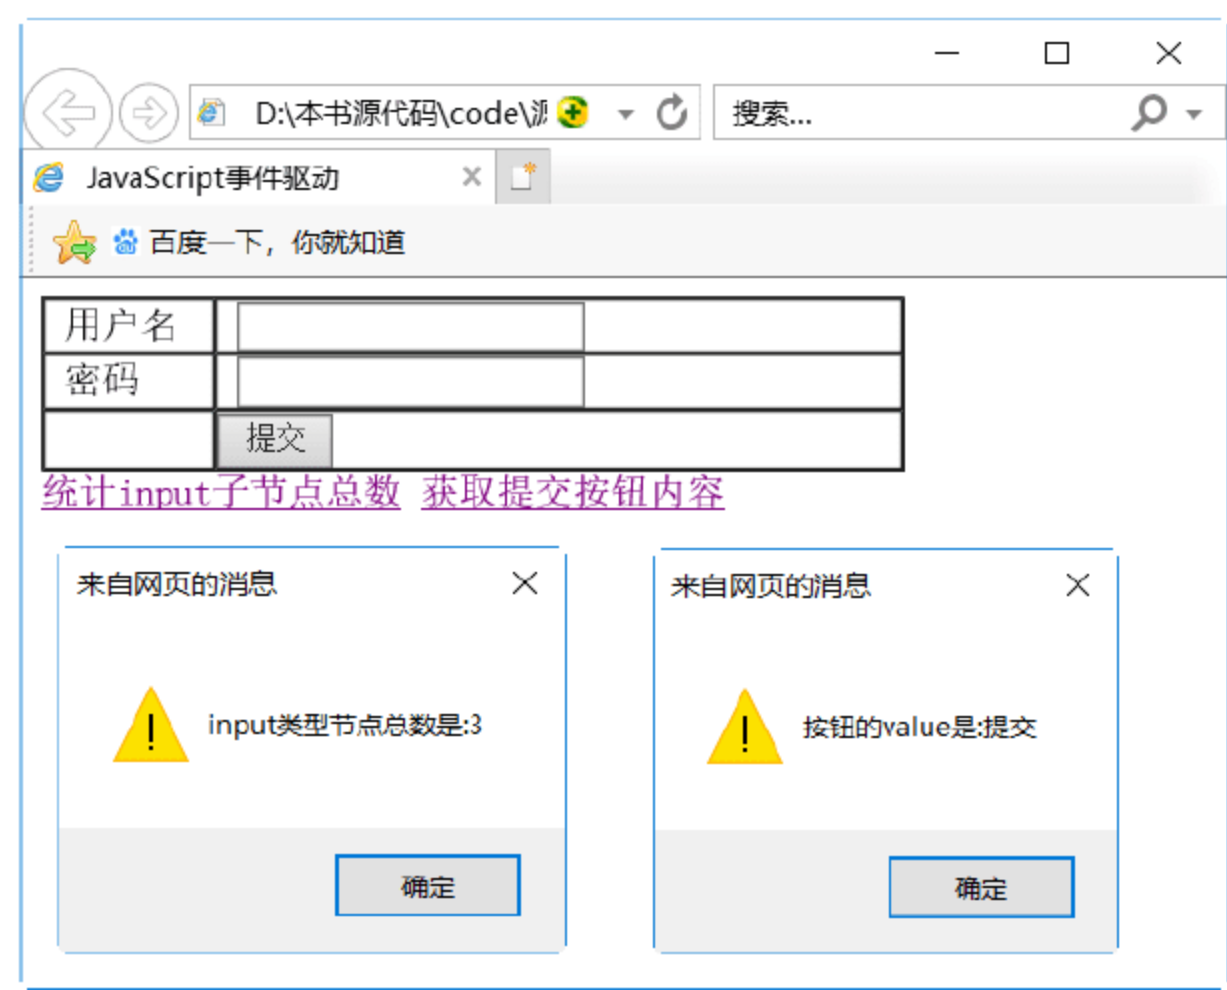 D:\本书源代码\code\源
搜索...
JavaScript事件驱动
百度一下，你就知道
用户名
密码
提交
统计input子节点总数 获取提交按钮内容
来自网页的消息
input类型节点总数是:3
确定
来自网页的消息
按钮的value是:提交
确定